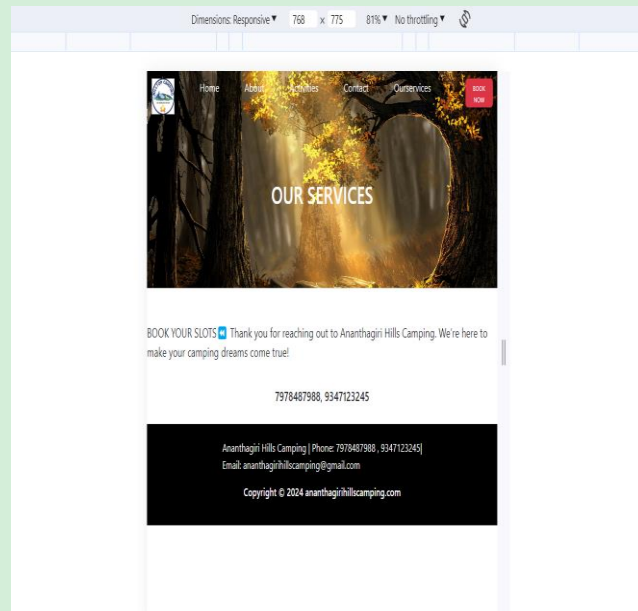 Dimensions: Responsive ▼ 768 x 775 81% ▼ No throttling ▼
Home About Activities Contact Ourservices BOOK
NOW
OUR SERVICES
BOOK YOUR SLOTS⏪ Thank you for reaching out to Ananthagiri Hills Camping. We're here to
make your camping dreams come true!
7978487988, 9347123245
Ananthagiri Hills Camping | Phone: 7978487988 , 9347123245|
Email: ananthagirihillscamping@gmail.com
Copyright © 2024 ananthagirihillscamping.com